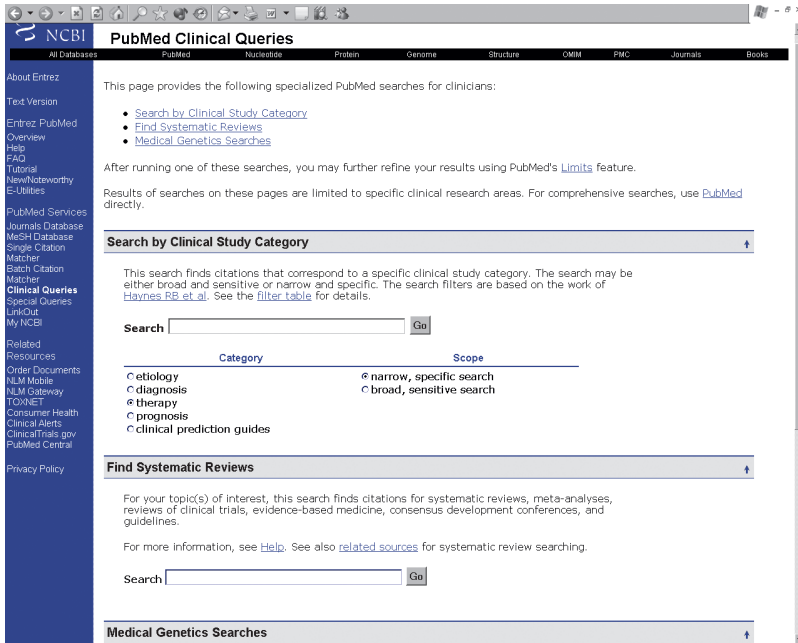 NCBI
PubMed Clinical Queries
All Databases PubMed Nucleotide Protein Genome Structure OMIM PMC Journals Books
About Entrez
Text Version
Entrez PubMed
Overview
Help
FAQ
Tutorial
New/Noteworthy
E-Utilities
PubMed Services
Journals Database
MeSH Database
Single Citation
Matcher
Batch Citation
Matcher
Clinical Queries
Special Queries
LinkOut
My NCBI
Related
Resources
Order Documents
NLM Mobile
NLM Gateway
TOXNET
Consumer Health
Clinical Alerts
ClinicalTrials.gov
PubMed Central
Privacy Policy
This page provides the following specialized PubMed searches for clinicians:
Search by Clinical Study Category
Find Systematic Reviews
Medical Genetics Searches
After running one of these searches, you may further refine your results using PubMed's Limits feature.
Results of searches on these pages are limited to specific clinical research areas. For comprehensive searches, use PubMed
directly.
Search by Clinical Study Category
This search finds citations that correspond to a specific clinical study category. The search may be
either broad and sensitive or narrow and specific. The search filters are based on the work of
Haynes RB et al. See the filter table for details.
Search Go
Category Scope
etiology narrow, specific search
diagnosis broad, sensitive search
therapy
prognosis
clinical prediction guides
Find Systematic Reviews
For your topic(s) of interest, this search finds citations for systematic reviews, meta-analyses,
reviews of clinical trials, evidence-based medicine, consensus development conferences, and
guidelines.
For more information, see Help. See also related sources for systematic review searching.
Search Go
Medical Genetics Searches